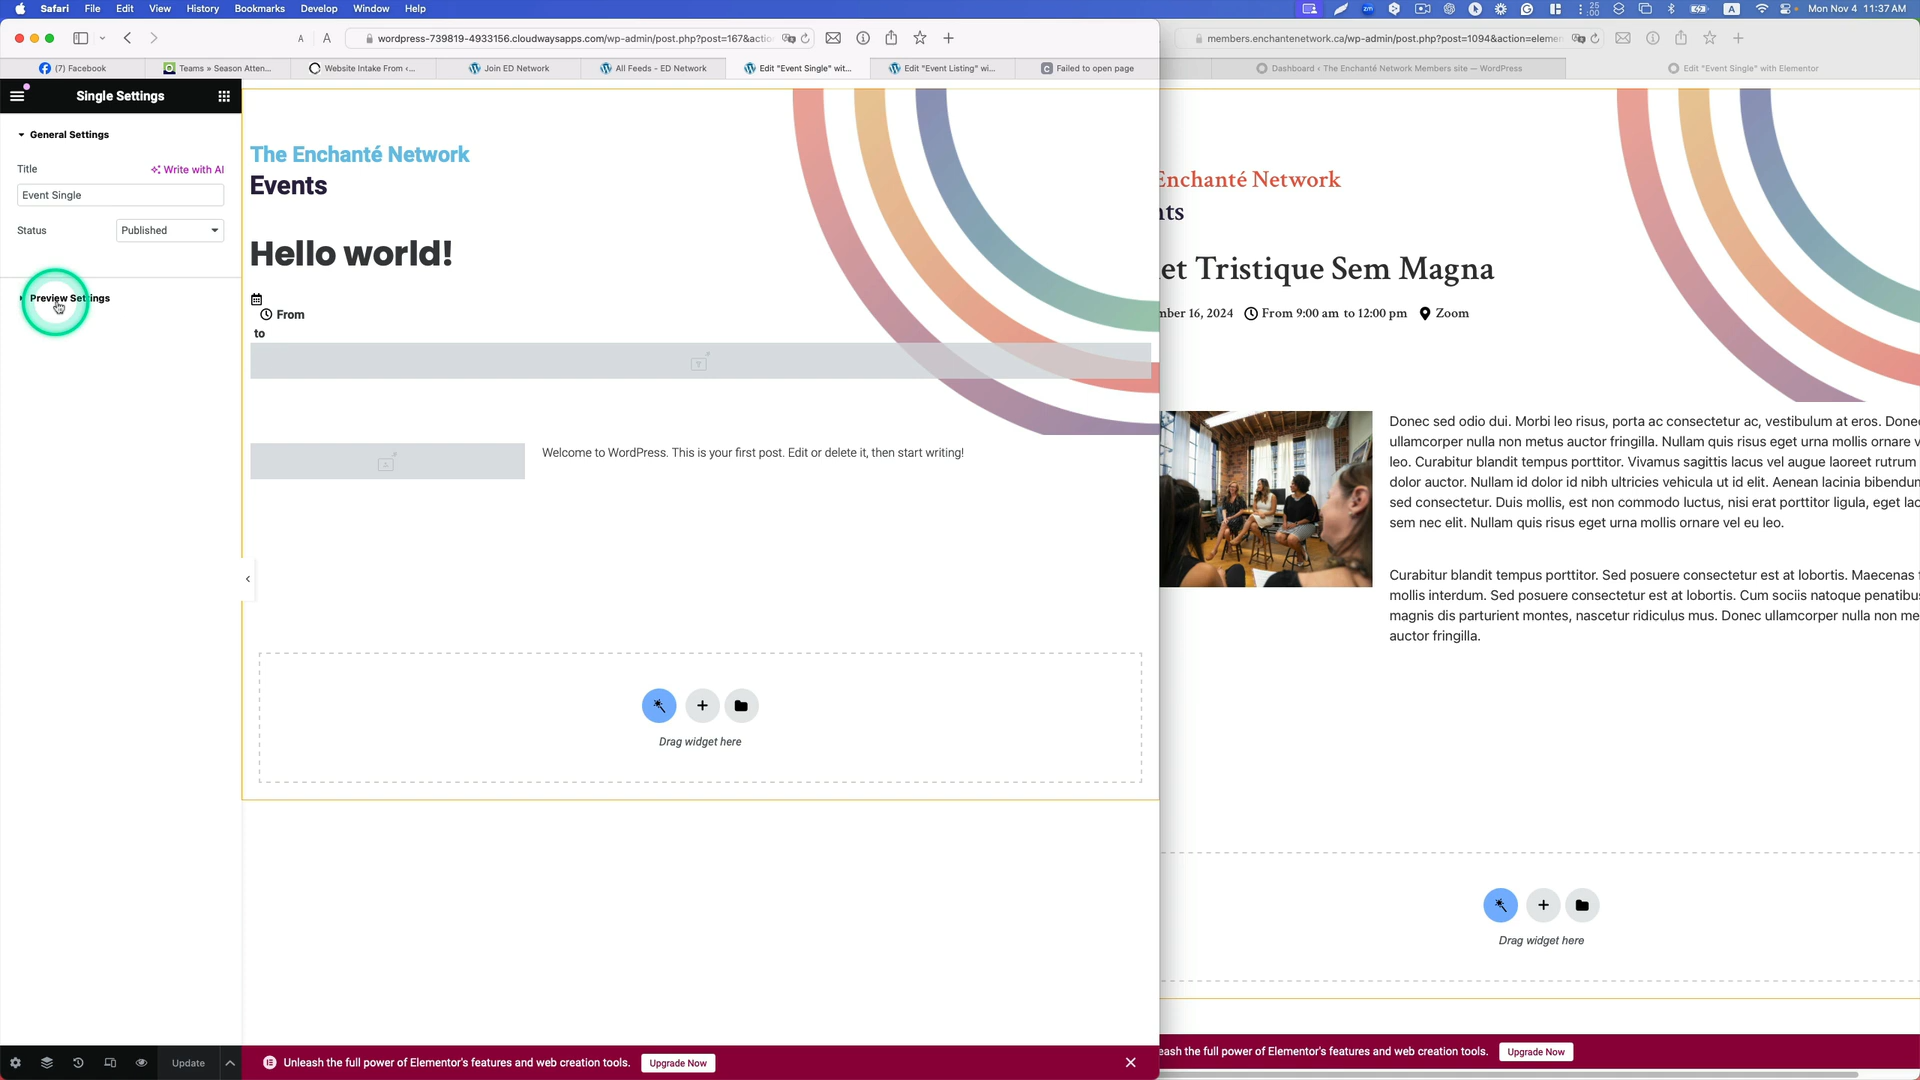 Safari File Edit View History Bookmarks Develop Window Help
25
:00
zm
A
Mon Nov 4 11:37 AM
A A
wordpress-739819-4933156.cloudwaysapps.com/wp-admin/post.php?post=167&actio
members.enchantenetwork.ca/wp-admin/post.php?post=1094&action=eleme
(7) Facebook
Teams » Season Atten...
Website Intake From ‹...
Join ED Network
All Feeds - ED Network
Edit "Event Single" wit...
Edit "Event Listing" wi...
Failed to open page
Dashboard ‹ The Enchanté Network Members site — WordPress
Edit "Event Single" with Elementor
Single Settings
General Settings
Title
Write with AI
Event Single
Status
Published
Preview Settings
The Enchanté Network
Events
Hello world!
From
to
Welcome to WordPress. This is your first post. Edit or delete it, then start writing!
Drag widget here
Update
Unleash the full power of Elementor's features and web creation tools.
Upgrade Now
Enchanté Network
nts
et Tristique Sem Magna
mber 16, 2024 From 9:00 am to 12:00 pm Zoom
Donec sed odio dui. Morbi leo risus, porta ac consectetur ac, vestibulum at eros. Done
ullamcorper nulla non metus auctor fringilla. Nullam quis risus eget urna mollis ornare v
leo. Curabitur blandit tempus porttitor. Vivamus sagittis lacus vel augue laoreet rutrum
dolor auctor. Nullam id dolor id nibh ultricies vehicula ut id elit. Aenean lacinia bibendum
sed consectetur. Duis mollis, est non commodo luctus, nisi erat porttitor ligula, eget lac
sem nec elit. Nullam quis risus eget urna mollis ornare vel eu leo.
Curabitur blandit tempus porttitor. Sed posuere consectetur est at lobortis. Maecenas f
mollis interdum. Sed posuere consectetur est at lobortis. Cum sociis natoque penatibus
magnis dis parturient montes, nascetur ridiculus mus. Donec ullamcorper nulla non me
auctor fringilla.
Drag widget here
eash the full power of Elementor's features and web creation tools.
Upgrade Now